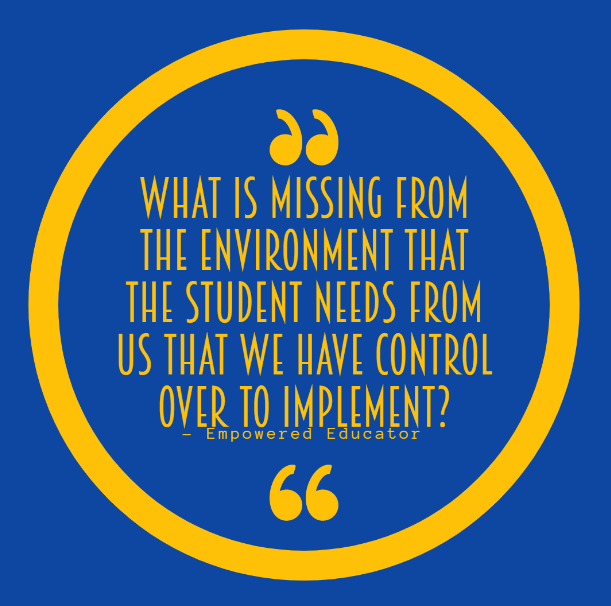 ”
WHAT IS MISSING FROM
THE ENVIRONMENT THAT
THE STUDENT NEEDS FROM
US THAT WE HAVE CONTROL
OVER TO IMPLEMENT?
– Empowered Educator
“